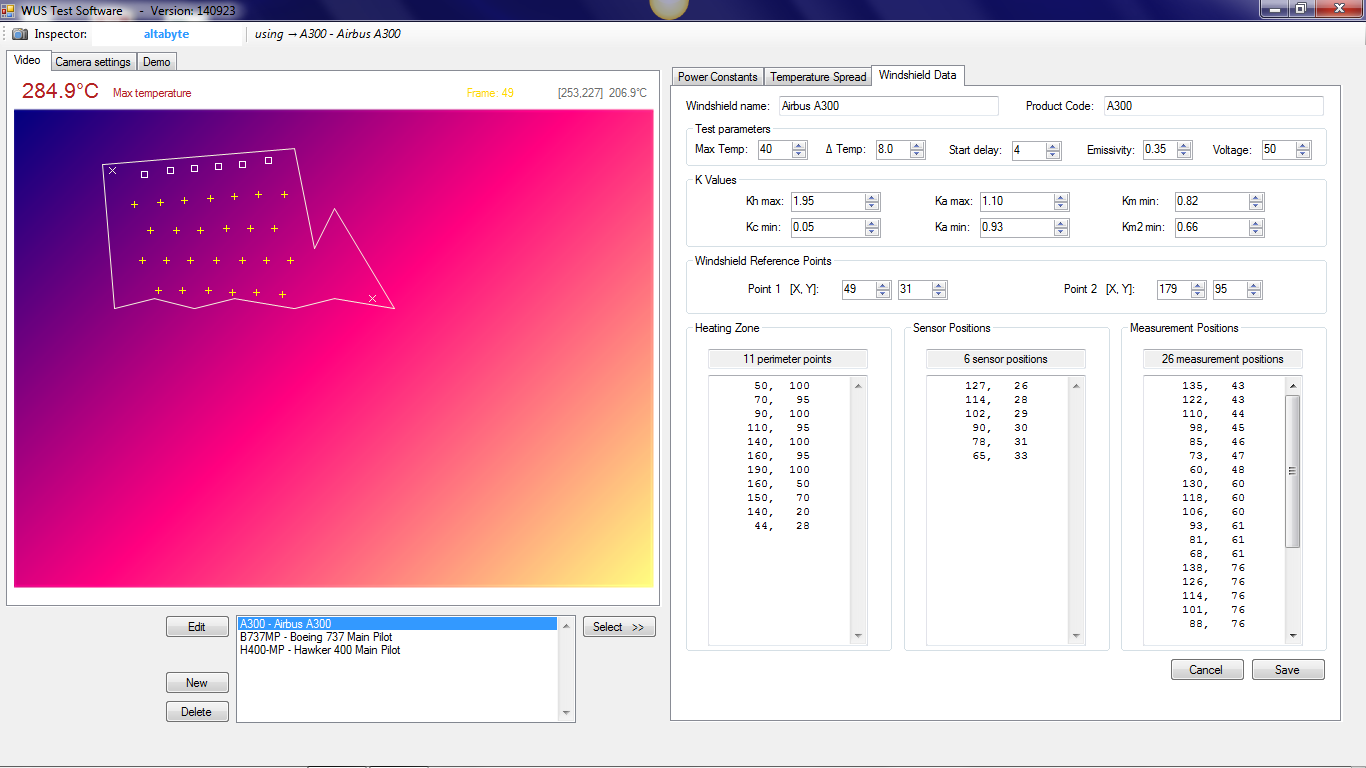 WUS Test Software - Version: 140923
Inspector: altabyte using → A300 - Airbus A300
Video Camera settings Demo
284.9°C Max temperature Frame: 49 [253,227] 206.9°C
Edit
A300 - Airbus A300
B737MP - Boeing 737 Main Pilot
H400-MP - Hawker 400 Main Pilot
Select >>
New
Delete
Power Constants Temperature Spread Windshield Data
Windshield name: Airbus A300 Product Code: A300
Test parameters
Max Temp: 40 Δ Temp: 8.0 Start delay: 4 Emissivity: 0.35 Voltage: 50
K Values
Kh max: 1.95 Ka max: 1.10 Km min: 0.82
Kc min: 0.05 Ka min: 0.93 Km2 min: 0.66
Windshield Reference Points
Point 1 [X, Y]: 49 31 Point 2 [X, Y]: 179 95
Heating Zone
11 perimeter points
50, 100
70, 95
90, 100
110, 95
140, 100
160, 95
190, 100
160, 50
150, 70
140, 20
44, 28
Sensor Positions
6 sensor positions
127, 26
114, 28
102, 29
90, 30
78, 31
65, 33
Measurement Positions
26 measurement positions
135, 43
122, 43
110, 44
98, 45
85, 46
73, 47
60, 48
130, 60
118, 60
106, 60
93, 61
81, 61
68, 61
138, 76
126, 76
114, 76
101, 76
88, 76
Cancel Save